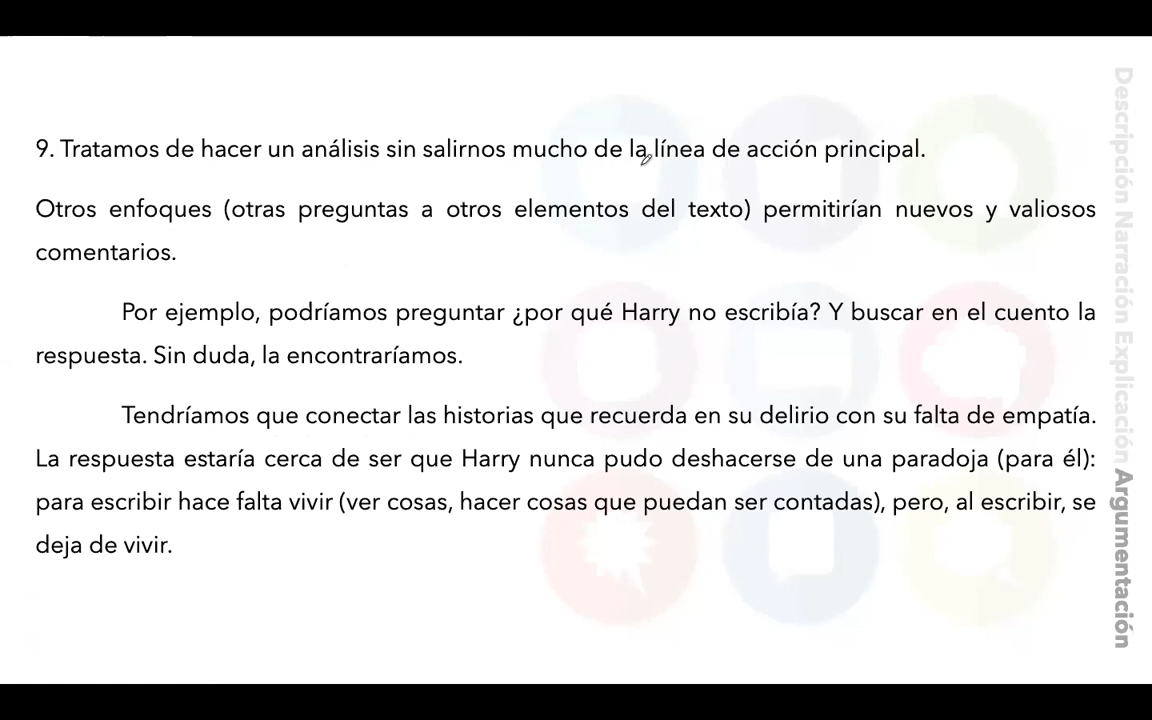 9. Tratamos de hacer un análisis sin salirnos mucho de la línea de acción principal.
Otros enfoques (otras preguntas a otros elementos del texto) permitirían nuevos y valiosos
comentarios.
Por ejemplo, podríamos preguntar ¿por qué Harry no escribía? Y buscar en el cuento la
respuesta. Sin duda, la encontraríamos.
Tendríamos que conectar las historias que recuerda en su delirio con su falta de empatía.
La respuesta estaría cerca de ser que Harry nunca pudo deshacerse de una paradoja (para él):
para escribir hace falta vivir (ver cosas, hacer cosas que puedan ser contadas), pero, al escribir, se
deja de vivir.
Descripción Narración Explicación Argumentación